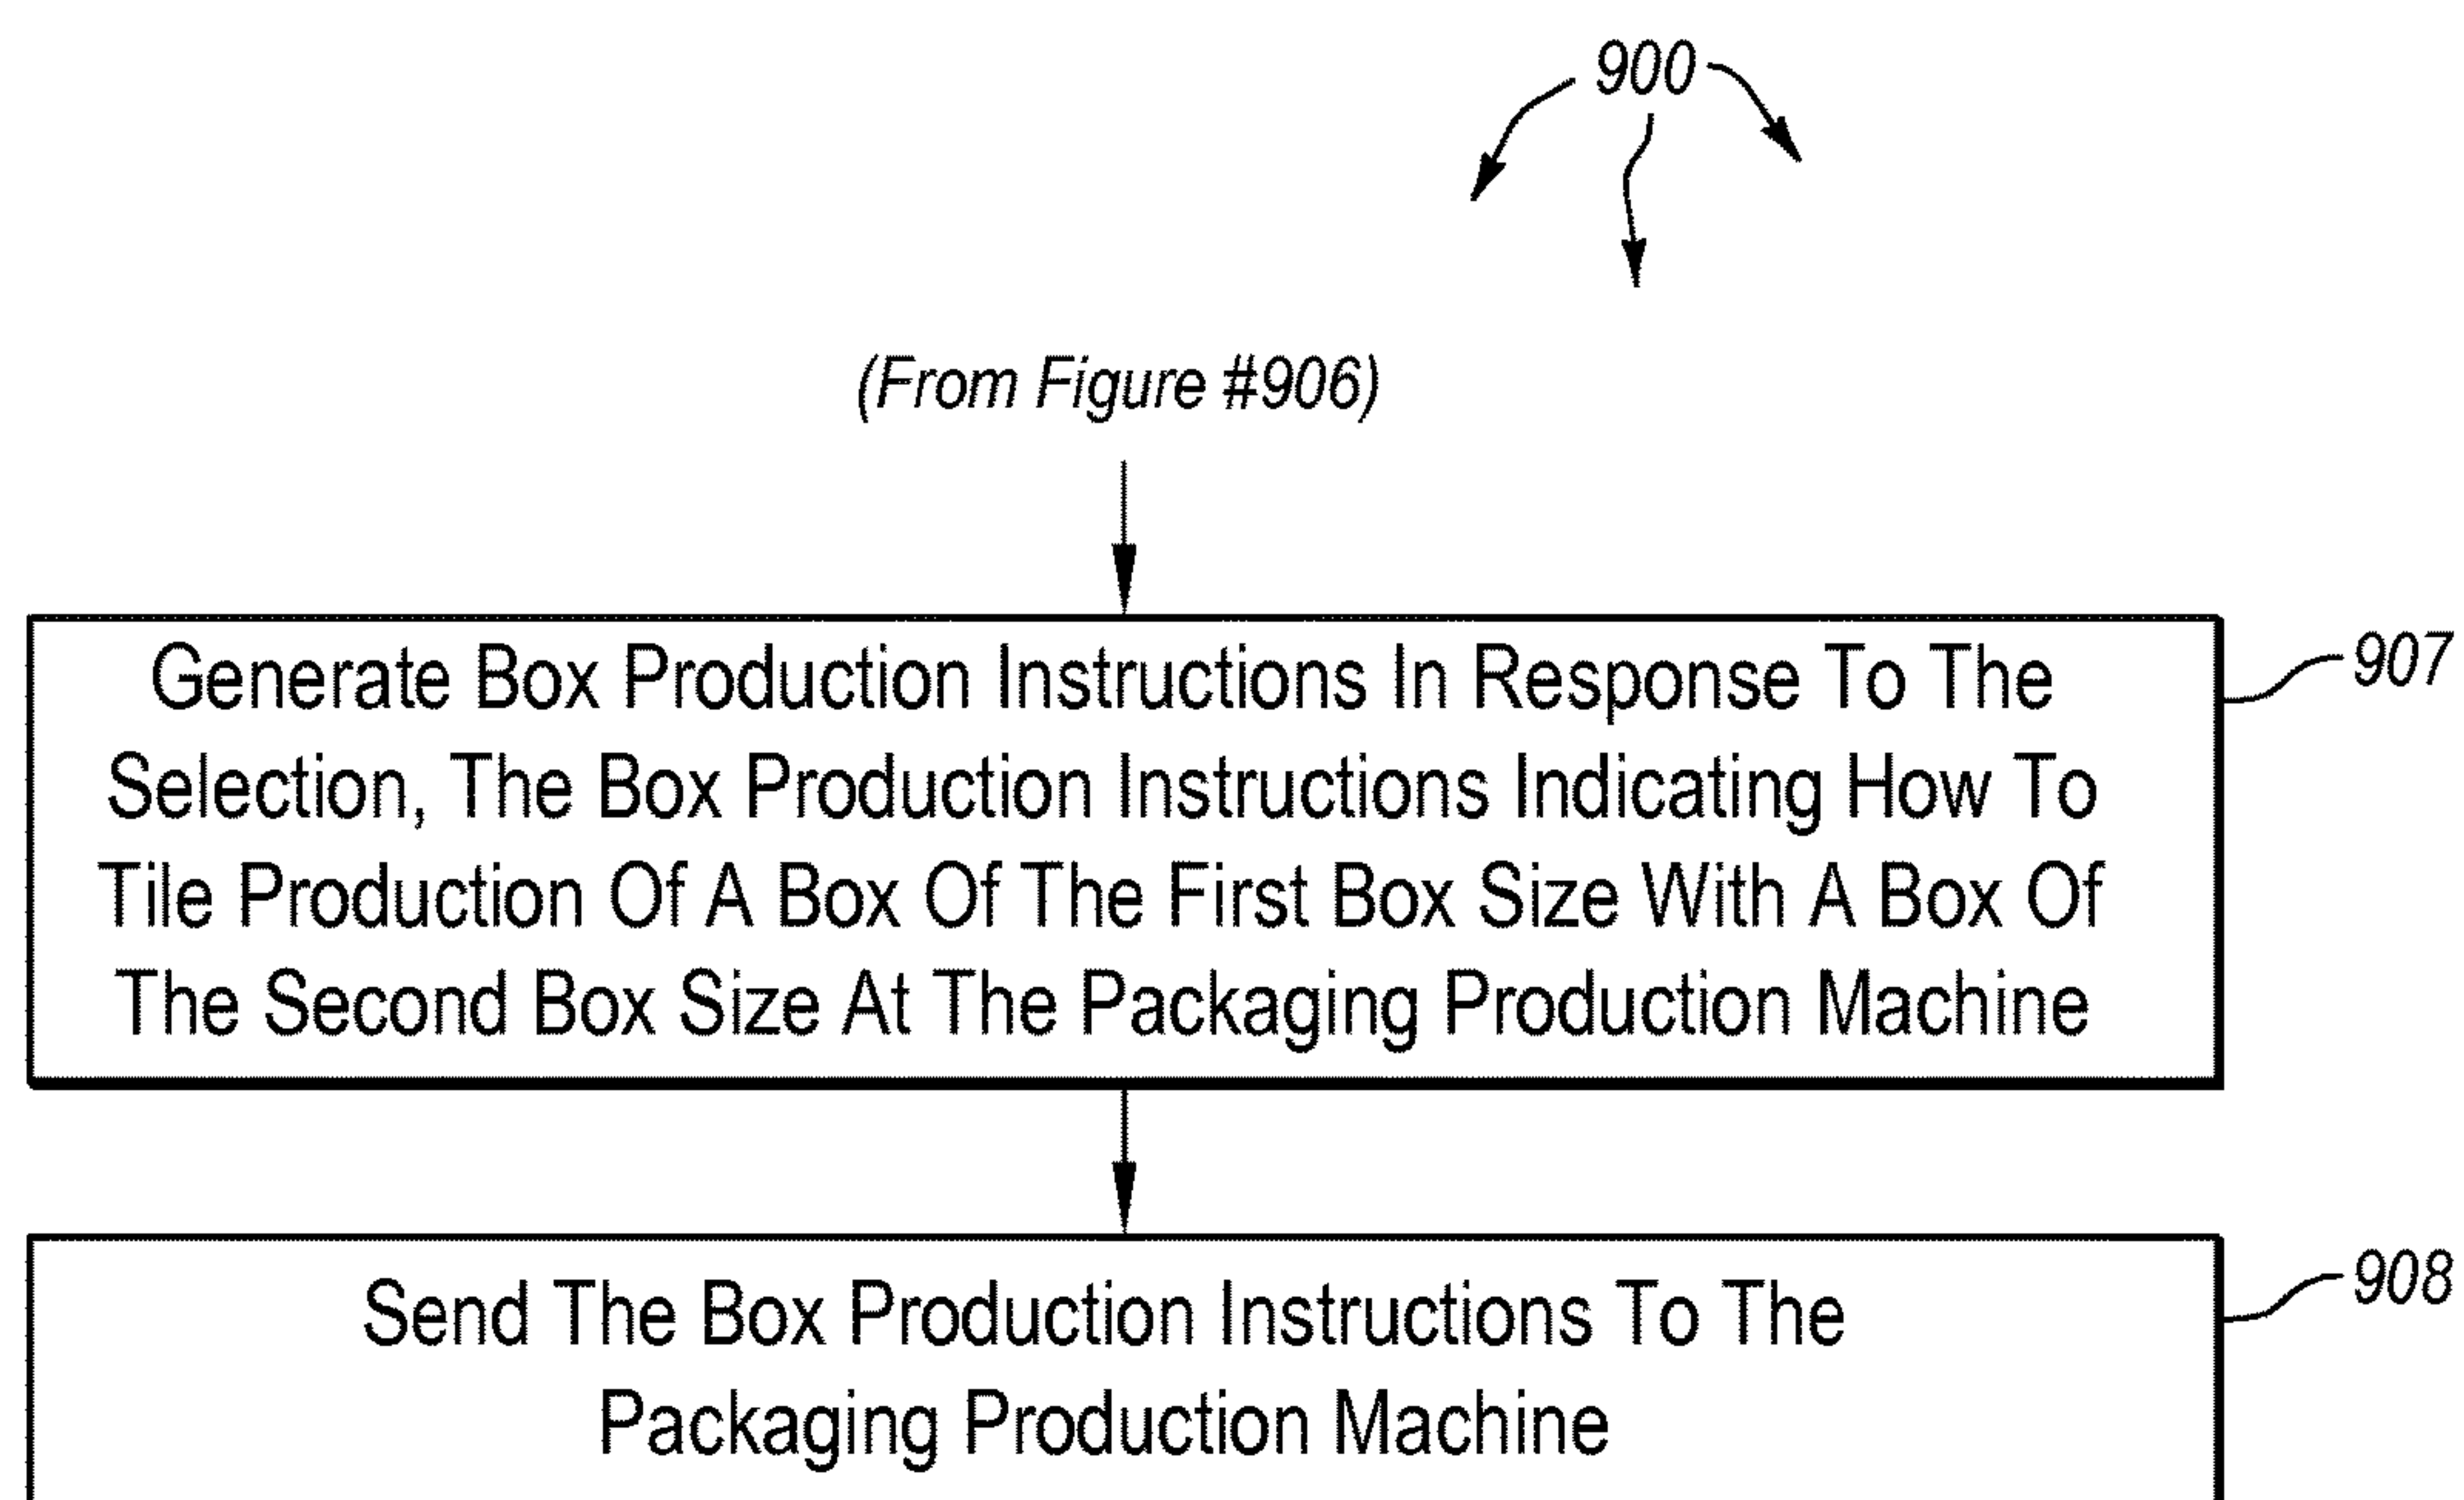 900
(From Figure #906)
Generate Box Production Instructions In Response To The
Selection, The Box Production Instructions Indicating How To
Tile Production Of A Box Of The First Box Size With A Box Of
The Second Box Size At The Packaging Production Machine
907
Send The Box Production Instructions To The
Packaging Production Machine
908